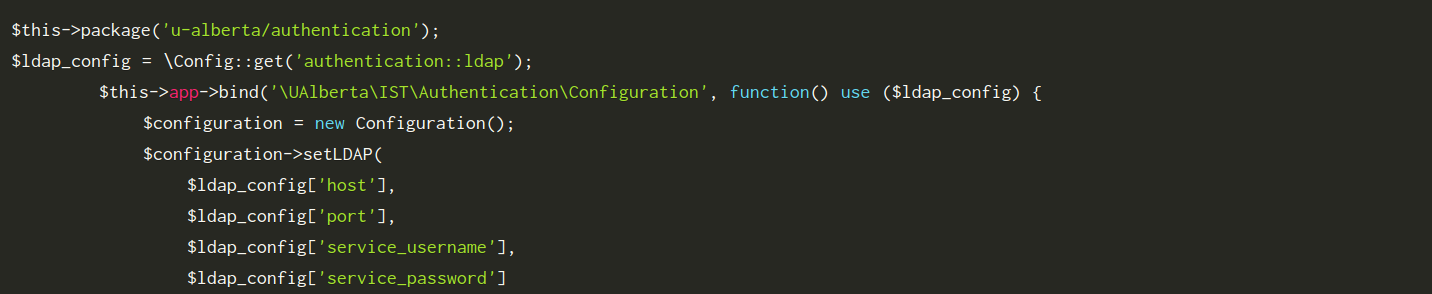 $this->package('u-alberta/authentication');
$ldap_config = \Config::get('authentication::ldap');
$this->app->bind('\UAlberta\IST\Authentication\Configuration', function() use ($ldap_config) {
$configuration = new Configuration();
$configuration->setLDAP(
$ldap_config['host'],
$ldap_config['port'],
$ldap_config['service_username'],
$ldap_config['service_password']